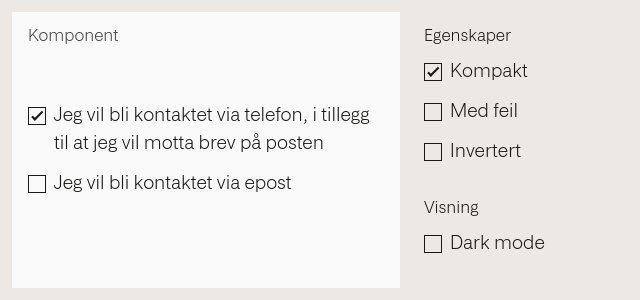 Komponent
Jeg vil bli kontaktet via telefon, i tillegg
til at jeg vil motta brev på posten
Jeg vil bli kontaktet via epost
Egenskaper
Kompakt
Med feil
Invertert
Visning
Dark mode